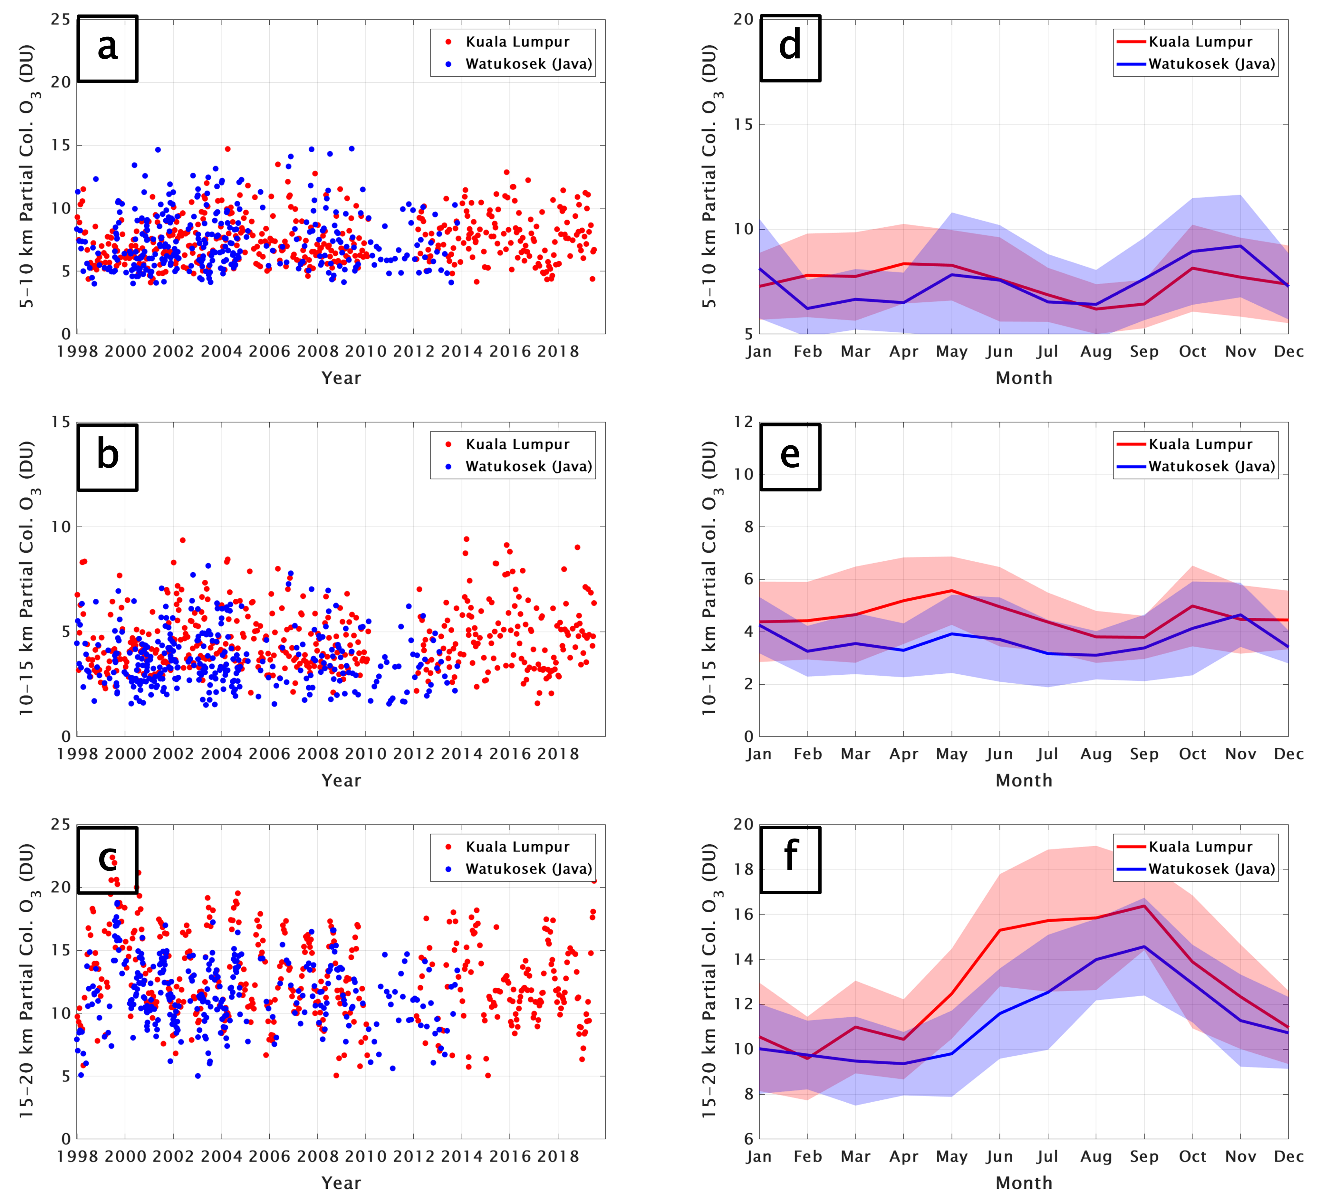 a
25
20
15
10
5
0
5−10 km Partial Col. O3 (DU)
Kuala Lumpur
Watukosek (Java)
1998 2000 2002 2004 2006 2008 2010 2012 2014 2016 2018
Year
d
20
15
10
5
5−10 km Partial Col. O3 (DU)
Kuala Lumpur
Watukosek (Java)
Jan Feb Mar Apr May Jun Jul Aug Sep Oct Nov Dec
Month
b
15
10
5
0
10−15 km Partial Col. O3 (DU)
Kuala Lumpur
Watukosek (Java)
1998 2000 2002 2004 2006 2008 2010 2012 2014 2016 2018
Year
e
12
10
8
6
4
2
0
10−15 km Partial Col. O3 (DU)
Kuala Lumpur
Watukosek (Java)
Jan Feb Mar Apr May Jun Jul Aug Sep Oct Nov Dec
Month
c
25
20
15
10
5
0
15−20 km Partial Col. O3 (DU)
Kuala Lumpur
Watukosek (Java)
1998 2000 2002 2004 2006 2008 2010 2012 2014 2016 2018
Year
f
20
18
16
14
12
10
8
6
15−20 km Partial Col. O3 (DU)
Kuala Lumpur
Watukosek (Java)
Jan Feb Mar Apr May Jun Jul Aug Sep Oct Nov Dec
Month